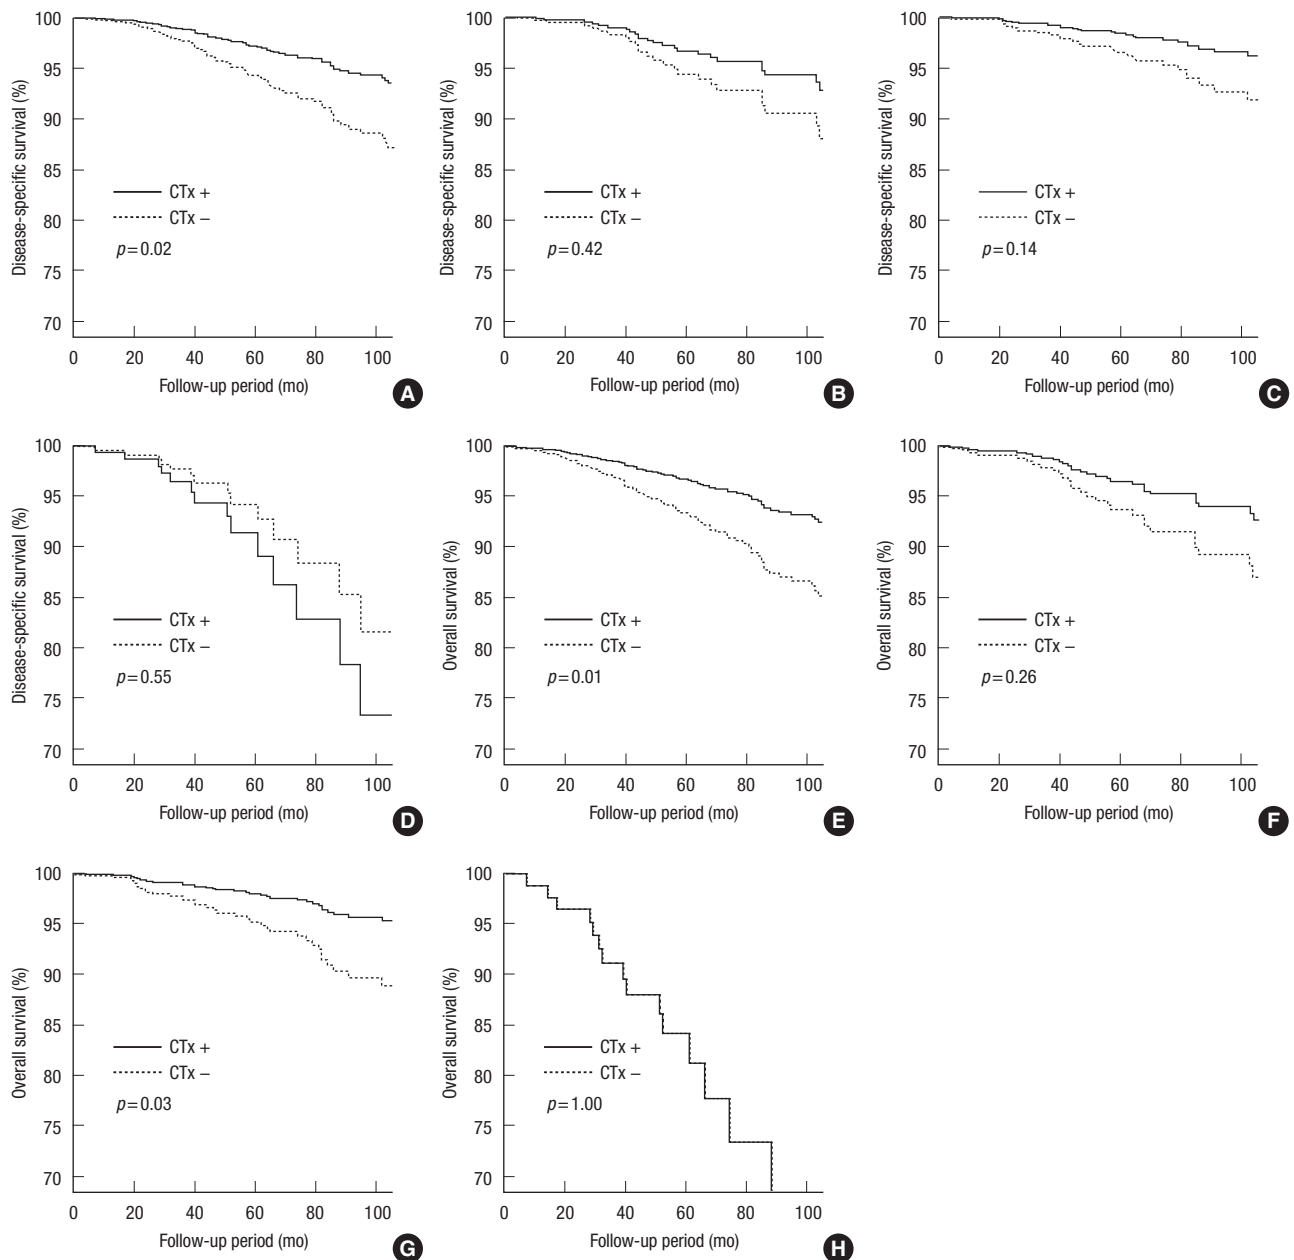 100
95
90
85
80
75
70
Disease-specific survival (%)
CTx +
CTx –
p=0.02
0 20 40 60 80 100
Follow-up period (mo)
A
100
95
90
85
80
75
70
Disease-specific survival (%)
CTx +
CTx –
p=0.42
0 20 40 60 80 100
Follow-up period (mo)
B
100
95
90
85
80
75
70
Disease-specific survival (%)
CTx +
CTx –
p=0.14
0 20 40 60 80 100
Follow-up period (mo)
C
100
95
90
85
80
75
70
Disease-specific survival (%)
CTx +
CTx –
p=0.55
0 20 40 60 80 100
Follow-up period (mo)
D
100
95
90
85
80
75
70
Overall survival (%)
CTx +
CTx –
p=0.01
0 20 40 60 80 100
Follow-up period (mo)
E
100
95
90
85
80
75
70
Overall survival (%)
CTx +
CTx –
p=0.26
0 20 40 60 80 100
Follow-up period (mo)
F
100
95
90
85
80
75
70
Overall survival (%)
CTx +
CTx –
p=0.03
0 20 40 60 80 100
Follow-up period (mo)
G
100
95
90
85
80
75
70
Overall survival (%)
CTx +
CTx –
p=1.00
0 20 40 60 80 100
Follow-up period (mo)
H